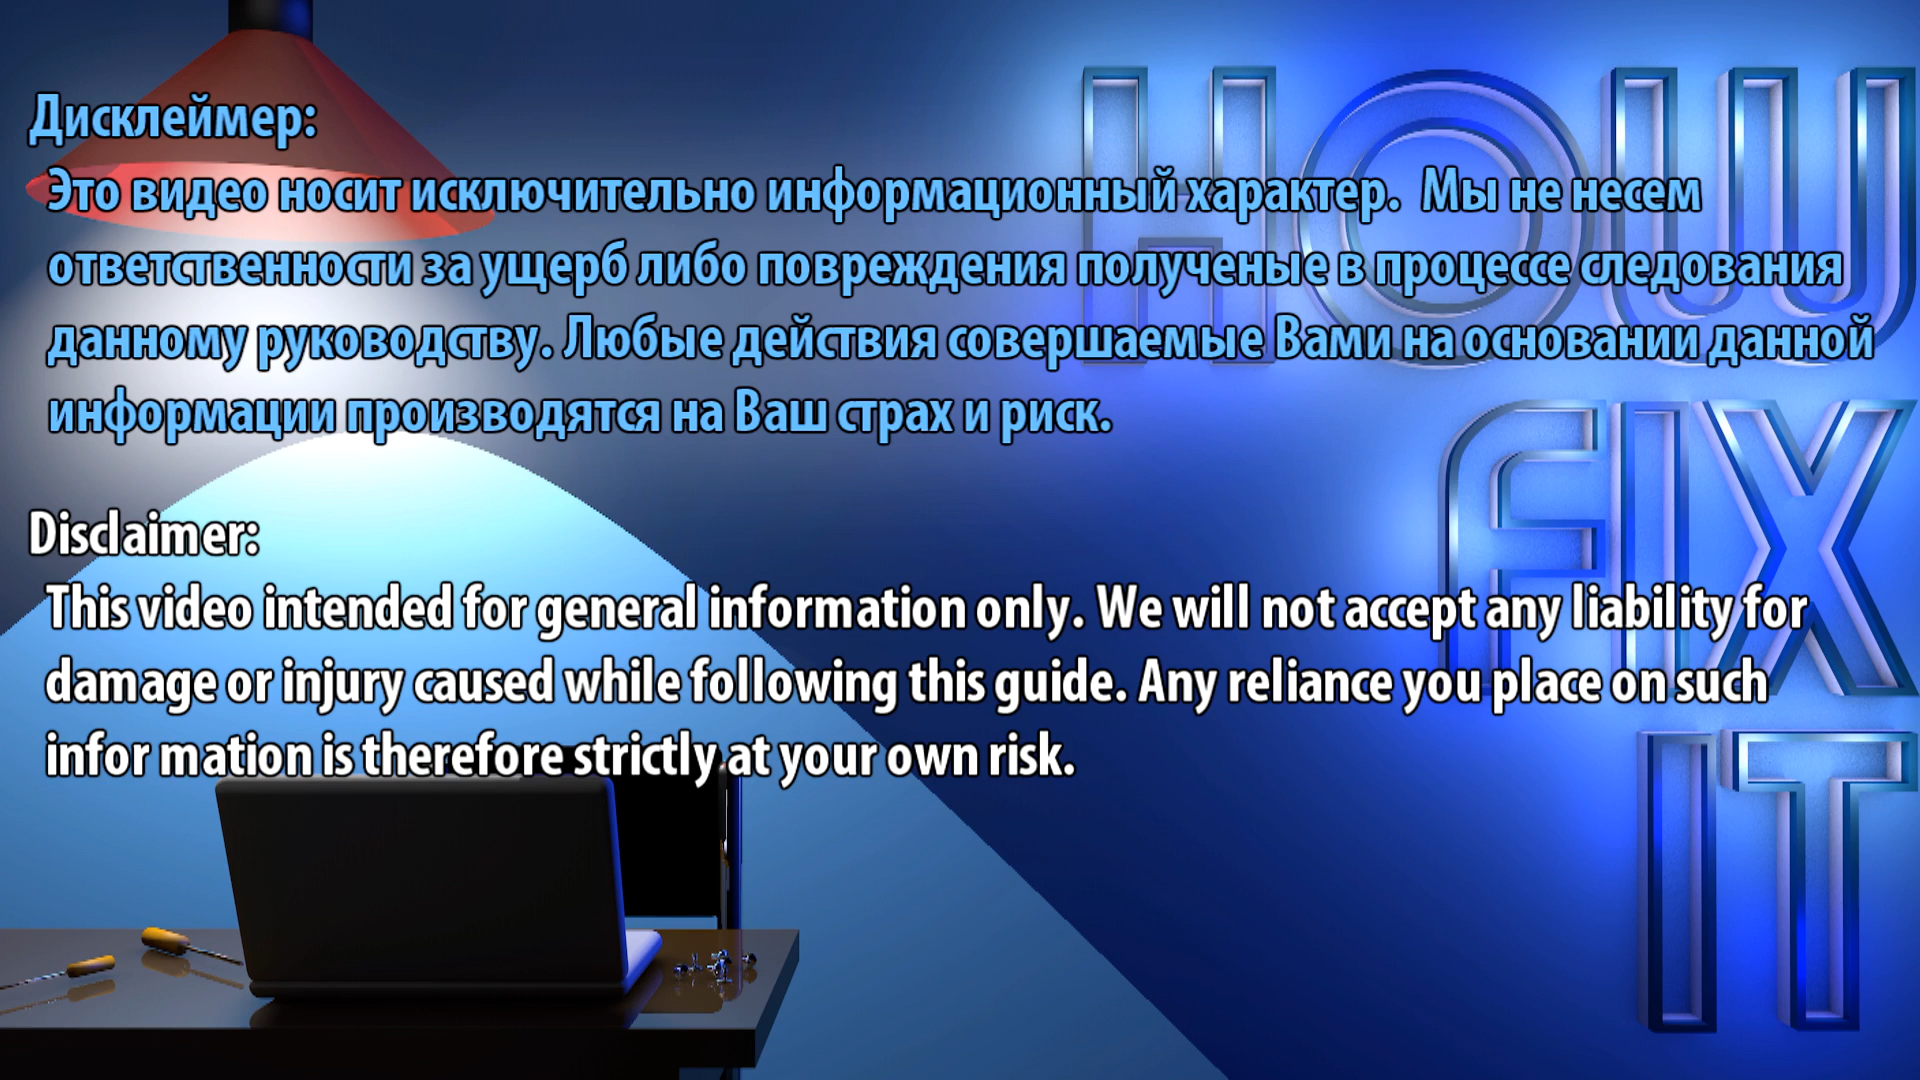 Дисклеймер:
Это видео носит исключительно информационный характер. Мы не несем
ответственности за ущерб либо повреждения полученые в процессе следования
данному руководству. Любые действия совершаемые Вами на основании данной
информации производятся на Ваш страх и риск.
Disclaimer:
This video intended for general information only. We will not accept any liability for
damage or injury caused while following this guide. Any reliance you place on such
infor mation is therefore strictly at your own risk.
HOW
FIX
IT